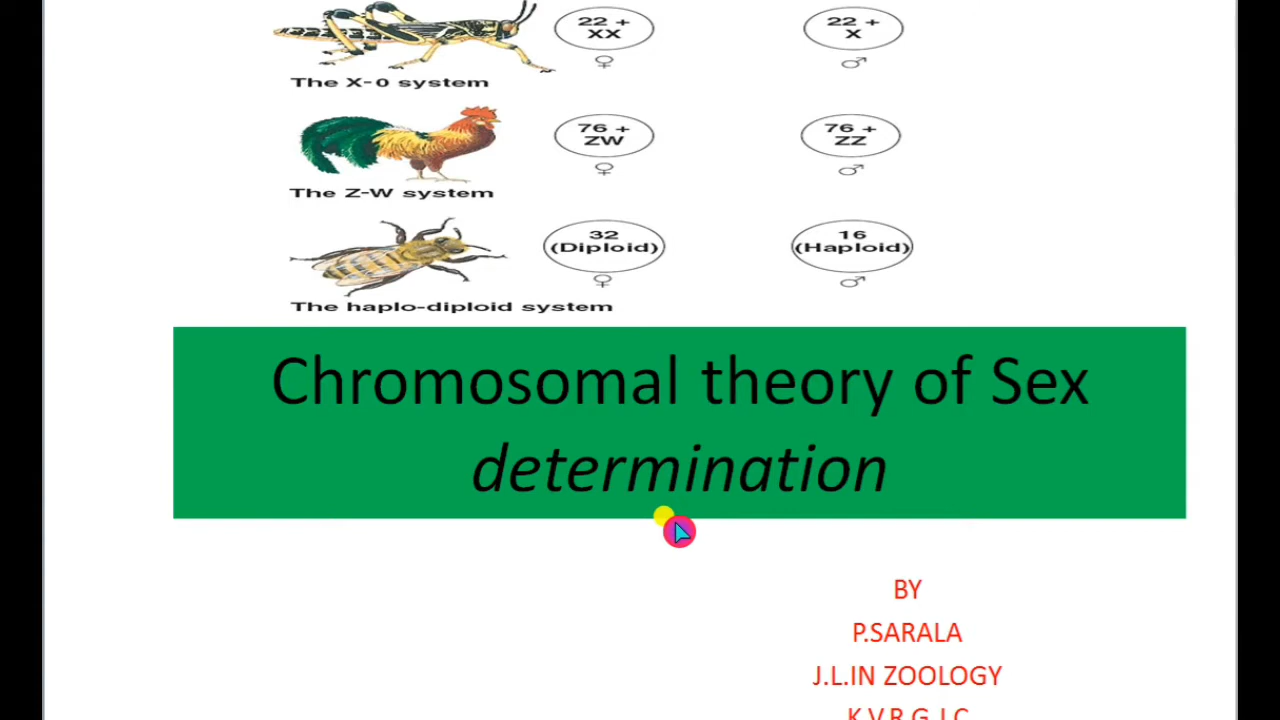 22 +
XX
22 +
X
♀
♂
The X-0 system
76 +
ZW
76 +
ZZ
♀
♂
The Z-W system
32
(Diploid)
16
(Haploid)
♀
♂
The haplo-diploid system
Chromosomal theory of Sex
determination
BY
P.SARALA
J.L.IN ZOOLOGY